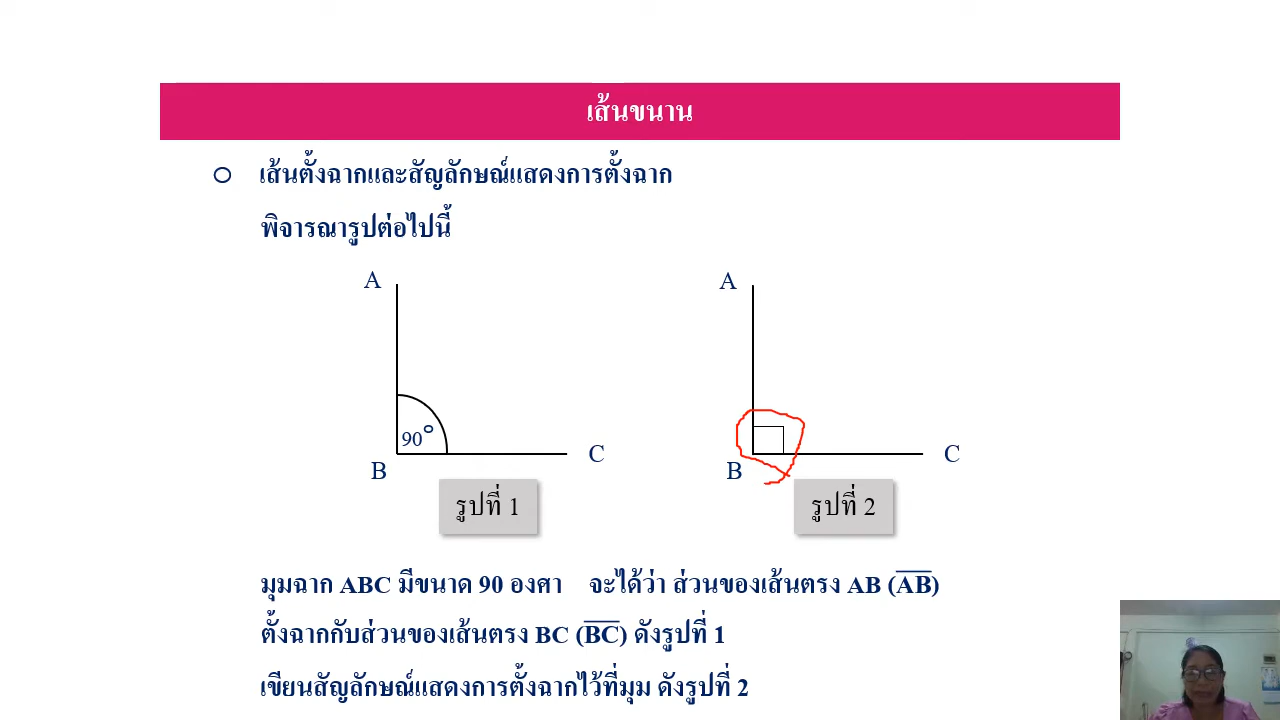 เส้นขนาน
เส้นตั้งฉากและสัญลักษณ์แสดงการตั้งฉาก
พิจารณารูปต่อไปนี้
A
90°
B
C
รูปที่ 1
A
B
C
รูปที่ 2
มุมฉาก ABC มีขนาด 90 องศา จะได้ว่า ส่วนของเส้นตรง AB (A̅B̅)
ตั้งฉากกับส่วนของเส้นตรง BC (B̅C̅) ดังรูปที่ 1
เขียนสัญลักษณ์แสดงการตั้งฉากไว้ที่มุม ดังรูปที่ 2